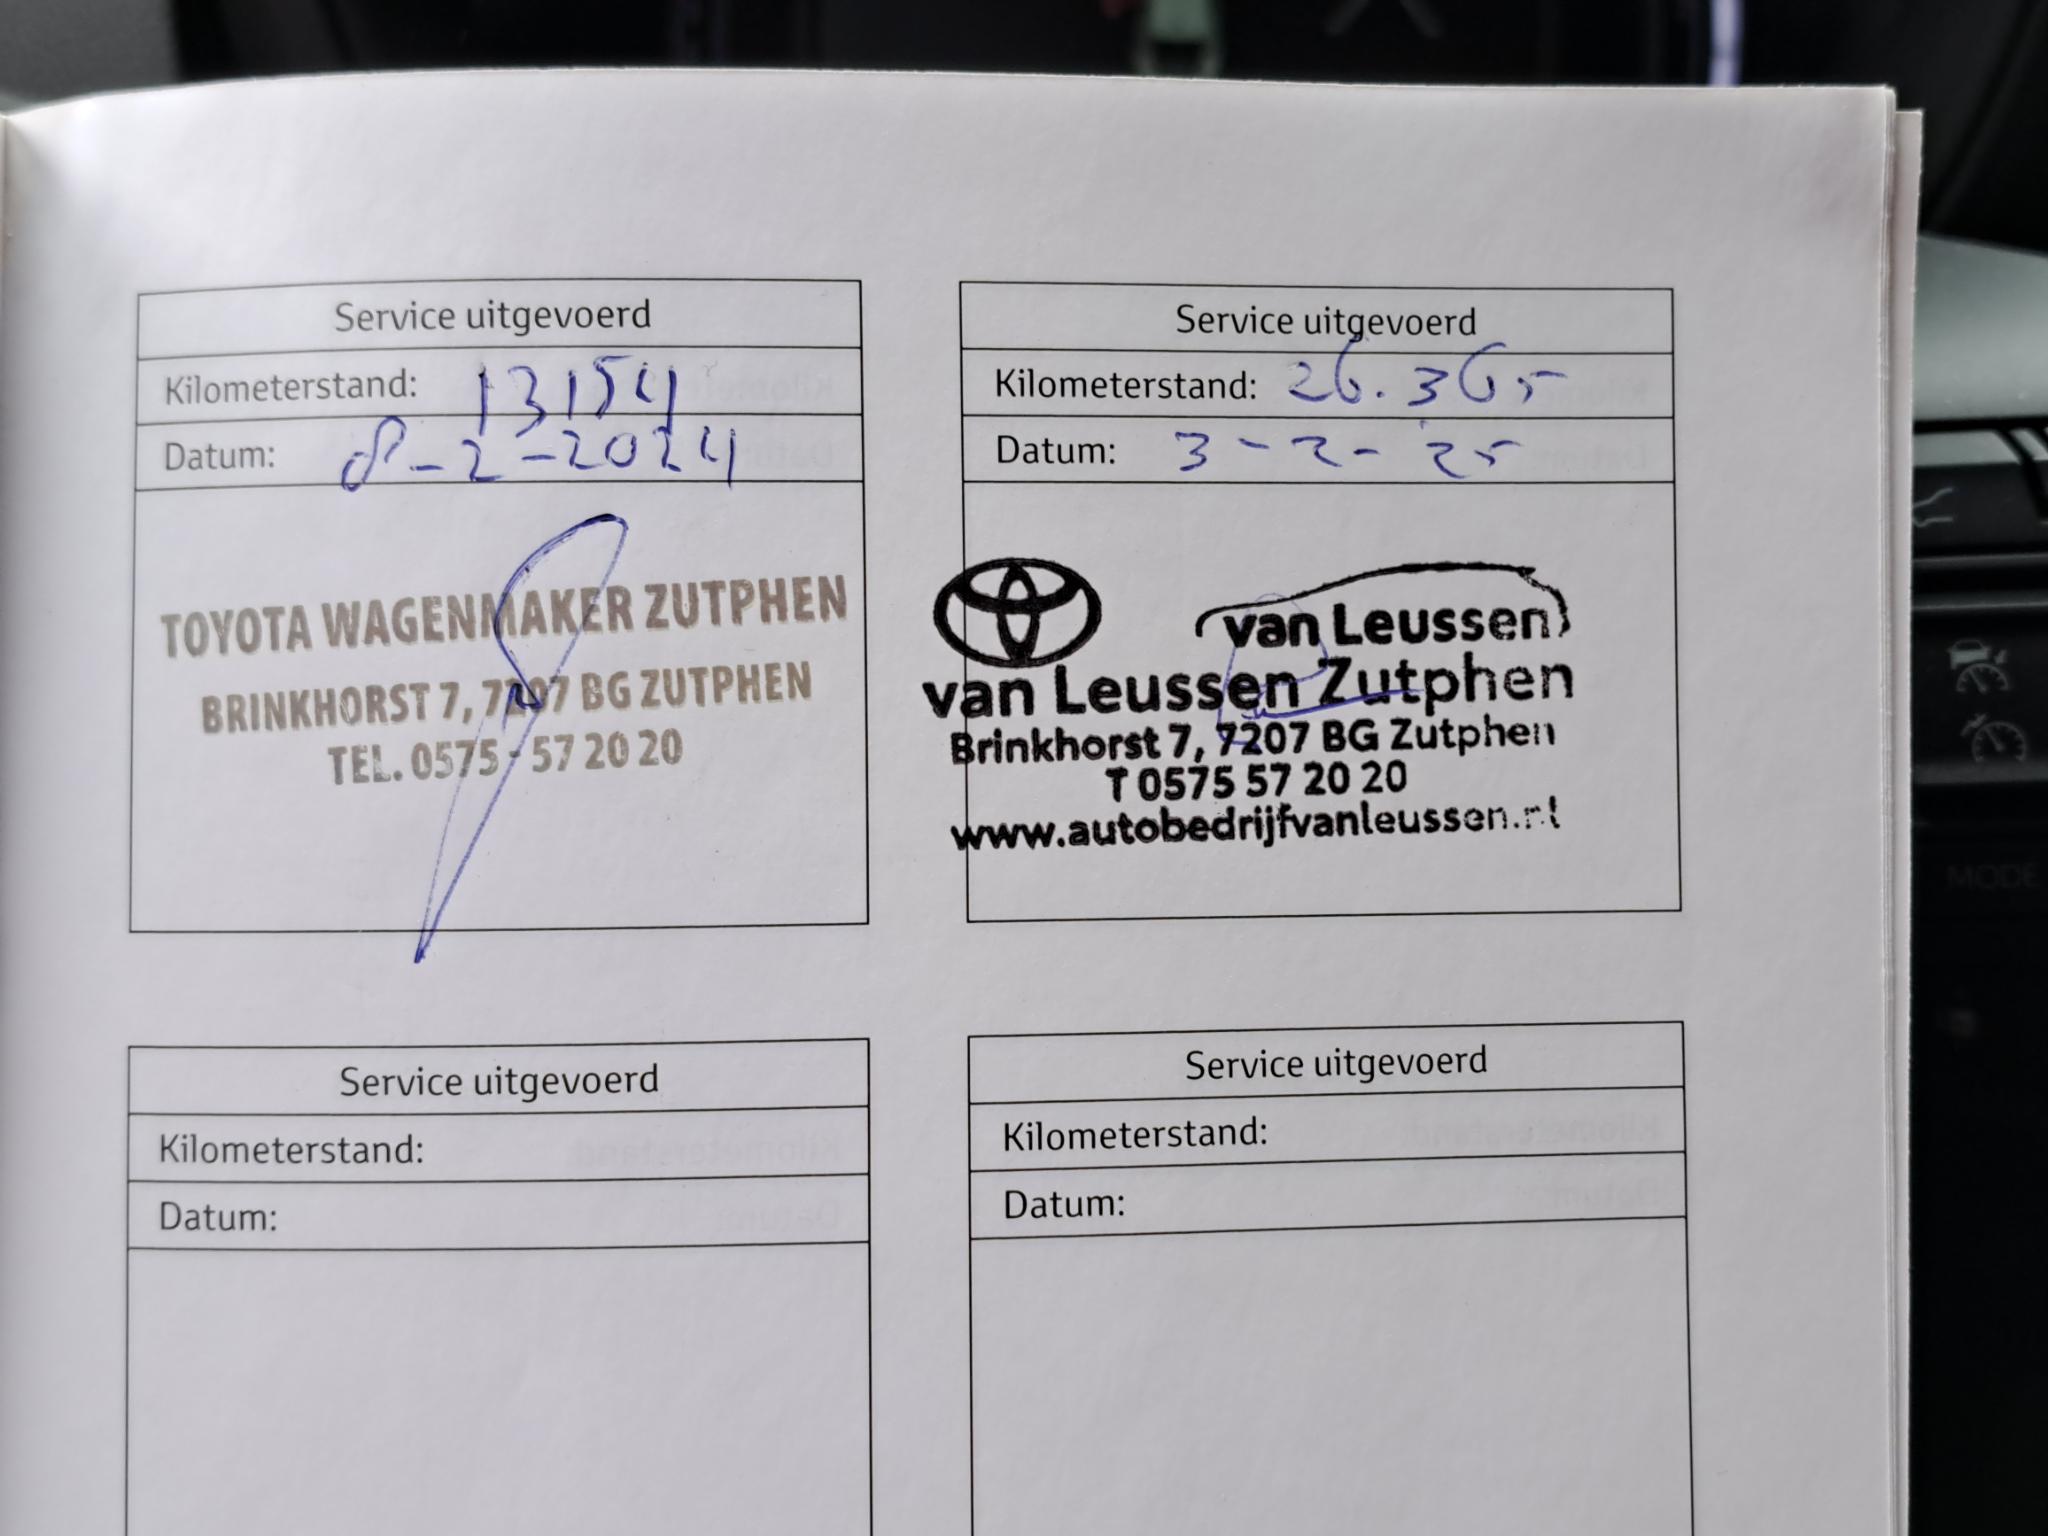 Service uitgevoerd
Kilometerstand: 13154
Datum: 8-2-2024
TOYOTA WAGENMAKER ZUTPHEN
BRINKHORST 7, 7207 BG ZUTPHEN
TEL. 0575 - 57 20 20
Service uitgevoerd
Kilometerstand: 26.365
Datum: 3-2-'25
van Leussen
van Leussen Zutphen
Brinkhorst 7, 7207 BG Zutphen
T 0575 57 20 20
www.autobedrijfvanleussen.nl
Service uitgevoerd
Kilometerstand:
Datum:
Service uitgevoerd
Kilometerstand:
Datum:
MODE